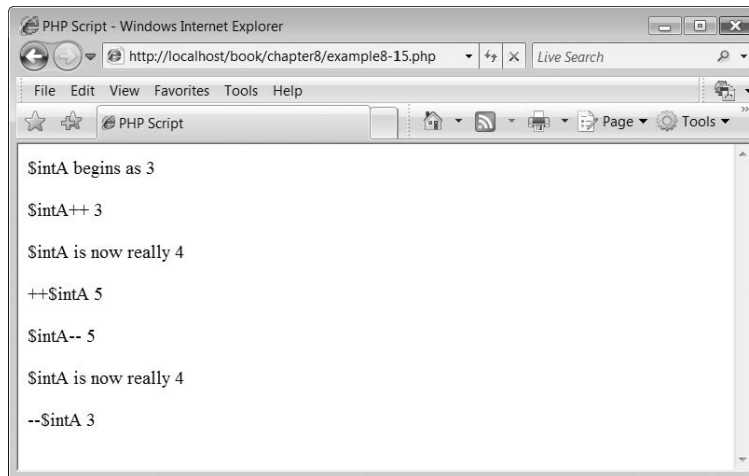 PHP Script - Windows Internet Explorer
http://localhost/book/chapter8/example8-15.php
Live Search
File Edit View Favorites Tools Help
PHP Script
Page
Tools
$intA begins as 3
$intA++ 3
$intA is now really 4
++$intA 5
$intA-- 5
$intA is now really 4
--$intA 3